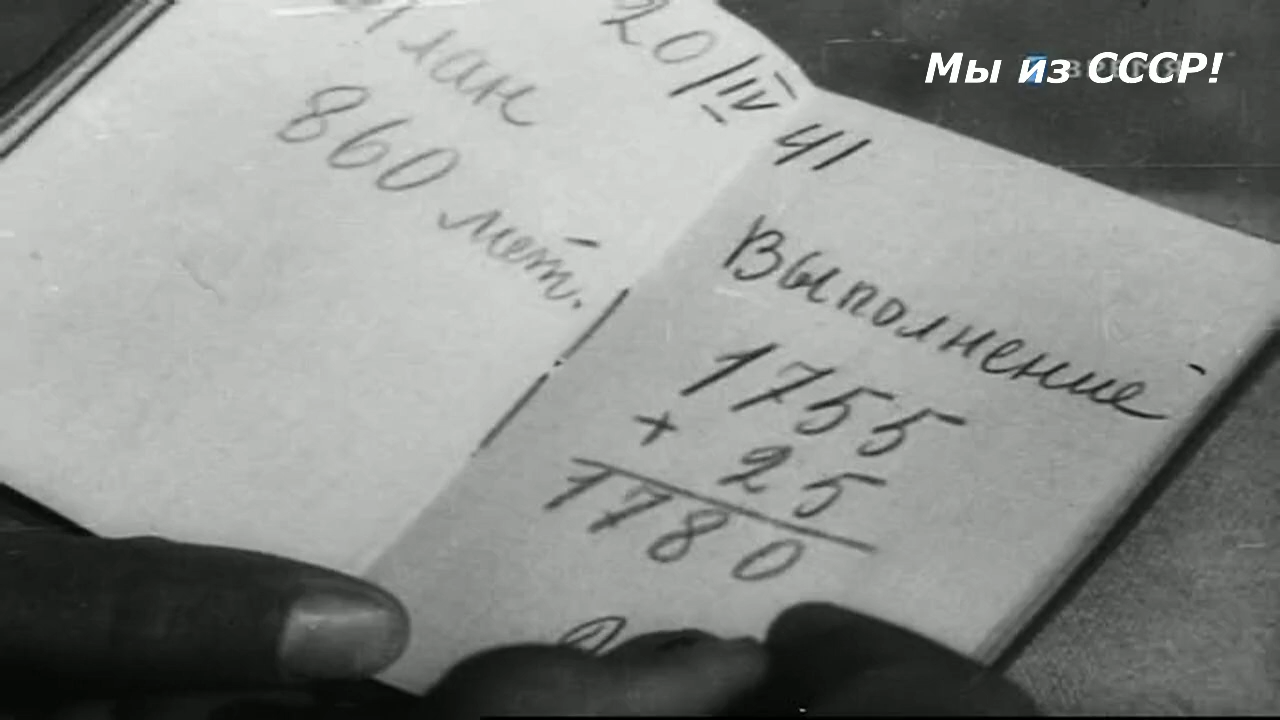 Мы из СССР!
20/IV 41
План
860 мет.
Выполнение
1755
+ 25
1780